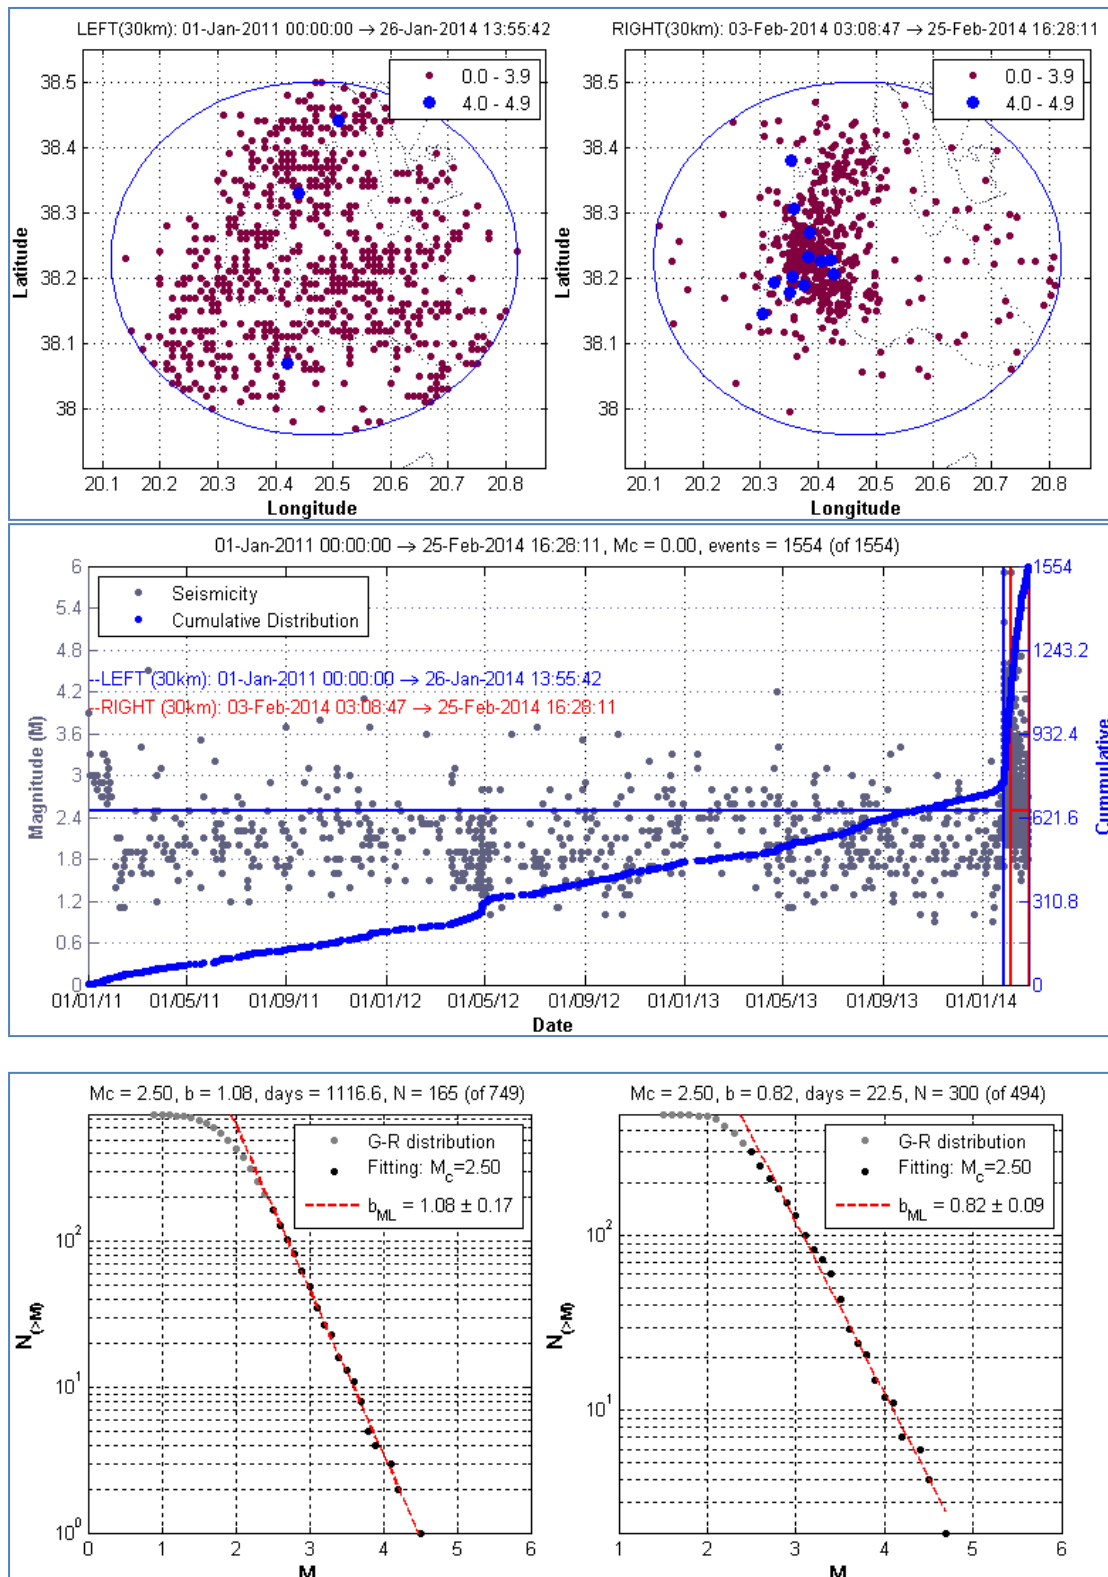 LEFT(30km): 01-Jan-2011 00:00:00 → 26-Jan-2014 13:55:42
0.0 - 3.9
4.0 - 4.9
38.5
38.4
38.3
38.2
38.1
38
Latitude
20.1 20.2 20.3 20.4 20.5 20.6 20.7 20.8
Longitude
RIGHT(30km): 03-Feb-2014 03:08:47 → 25-Feb-2014 16:28:11
0.0 - 3.9
4.0 - 4.9
38.5
38.4
38.3
38.2
38.1
38
Latitude
20.1 20.2 20.3 20.4 20.5 20.6 20.7 20.8
Longitude
01-Jan-2011 00:00:00 → 25-Feb-2014 16:28:11, Mc = 0.00, events = 1554 (of 1554)
Seismicity
Cumulative Distribution
--LEFT (30km): 01-Jan-2011 00:00:00 → 26-Jan-2014 13:55:42
--RIGHT (30km): 03-Feb-2014 03:08:47 → 25-Feb-2014 16:28:11
6
5.4
4.8
4.2
3.6
3
2.4
1.8
1.2
0.6
0
Magnitude (M)
1554
1243.2
932.4
621.6
310.8
0
Cummulative
01/01/11 01/05/11 01/09/11 01/01/12 01/05/12 01/09/12 01/01/13 01/05/13 01/09/13 01/01/14
Date
Mc = 2.50, b = 1.08, days = 1116.6, N = 165 (of 749)
G-R distribution
Fitting: Mc=2.50
bML = 1.08 ± 0.17
10²
10¹
10⁰
N(>M)
0 1 2 3 4 5 6
M
Mc = 2.50, b = 0.82, days = 22.5, N = 300 (of 494)
G-R distribution
Fitting: Mc=2.50
bML = 0.82 ± 0.09
10²
10¹
N(>M)
1 2 3 4 5 6
M